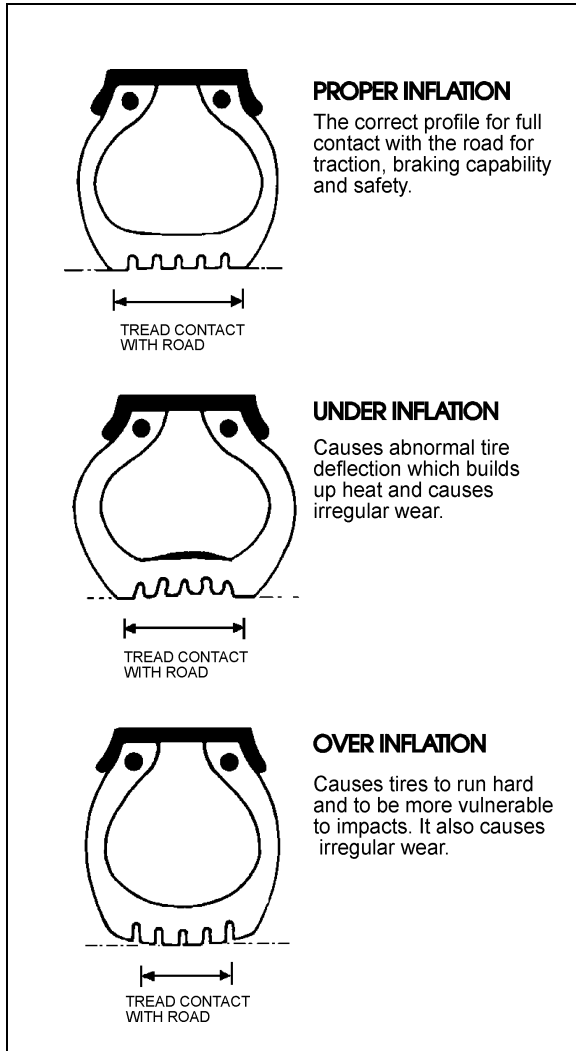 PROPER INFLATION
The correct profile for full
contact with the road for
traction, braking capability
and safety.
TREAD CONTACT
WITH ROAD
UNDER INFLATION
Causes abnormal tire
deflection which builds
up heat and causes
irregular wear.
TREAD CONTACT
WITH ROAD
OVER INFLATION
Causes tires to run hard
and to be more vulnerable
to impacts. It also causes
irregular wear.
TREAD CONTACT
WITH ROAD